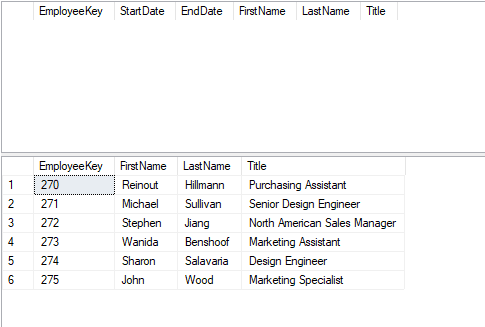 EmployeeKey StartDate EndDate FirstName LastName Title
EmployeeKey FirstName LastName Title
1 270 Reinout Hillmann Purchasing Assistant
2 271 Michael Sullivan Senior Design Engineer
3 272 Stephen Jiang North American Sales Manager
4 273 Wanida Benshoof Marketing Assistant
5 274 Sharon Salavaria Design Engineer
6 275 John Wood Marketing Specialist